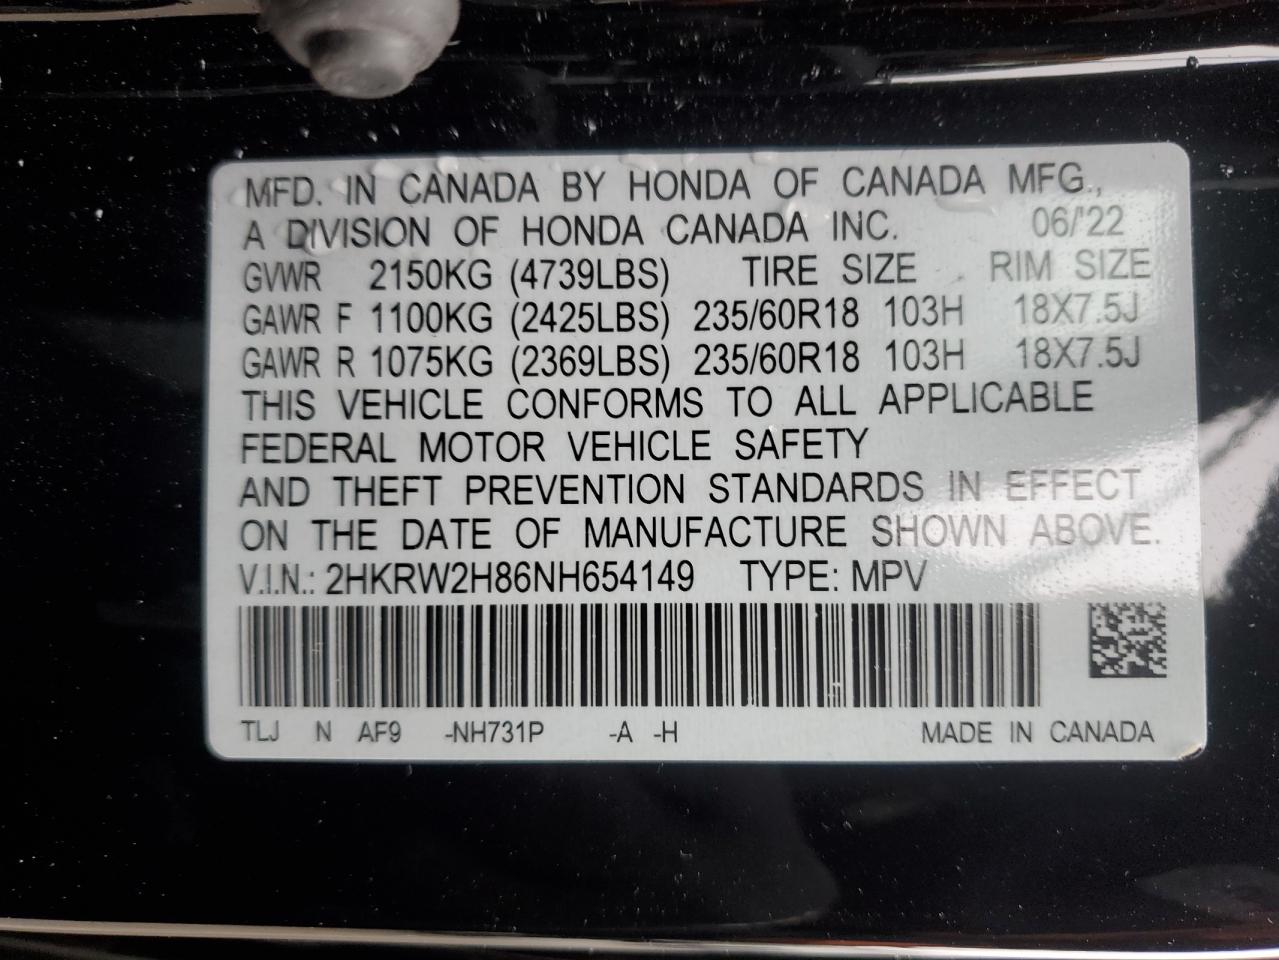 MFD. IN CANADA BY HONDA OF CANADA MFG.,
A DIVISION OF HONDA CANADA INC. 06/'22
GVWR 2150KG (4739LBS) TIRE SIZE RIM SIZE
GAWR F 1100KG (2425LBS) 235/60R18 103H 18X7.5J
GAWR R 1075KG (2369LBS) 235/60R18 103H 18X7.5J
THIS VEHICLE CONFORMS TO ALL APPLICABLE
FEDERAL MOTOR VEHICLE SAFETY
AND THEFT PREVENTION STANDARDS IN EFFECT
ON THE DATE OF MANUFACTURE SHOWN ABOVE.
V.I.N.: 2HKRW2H86NH654149 TYPE: MPV
TLJ N AF9 -NH731P -A -H MADE IN CANADA